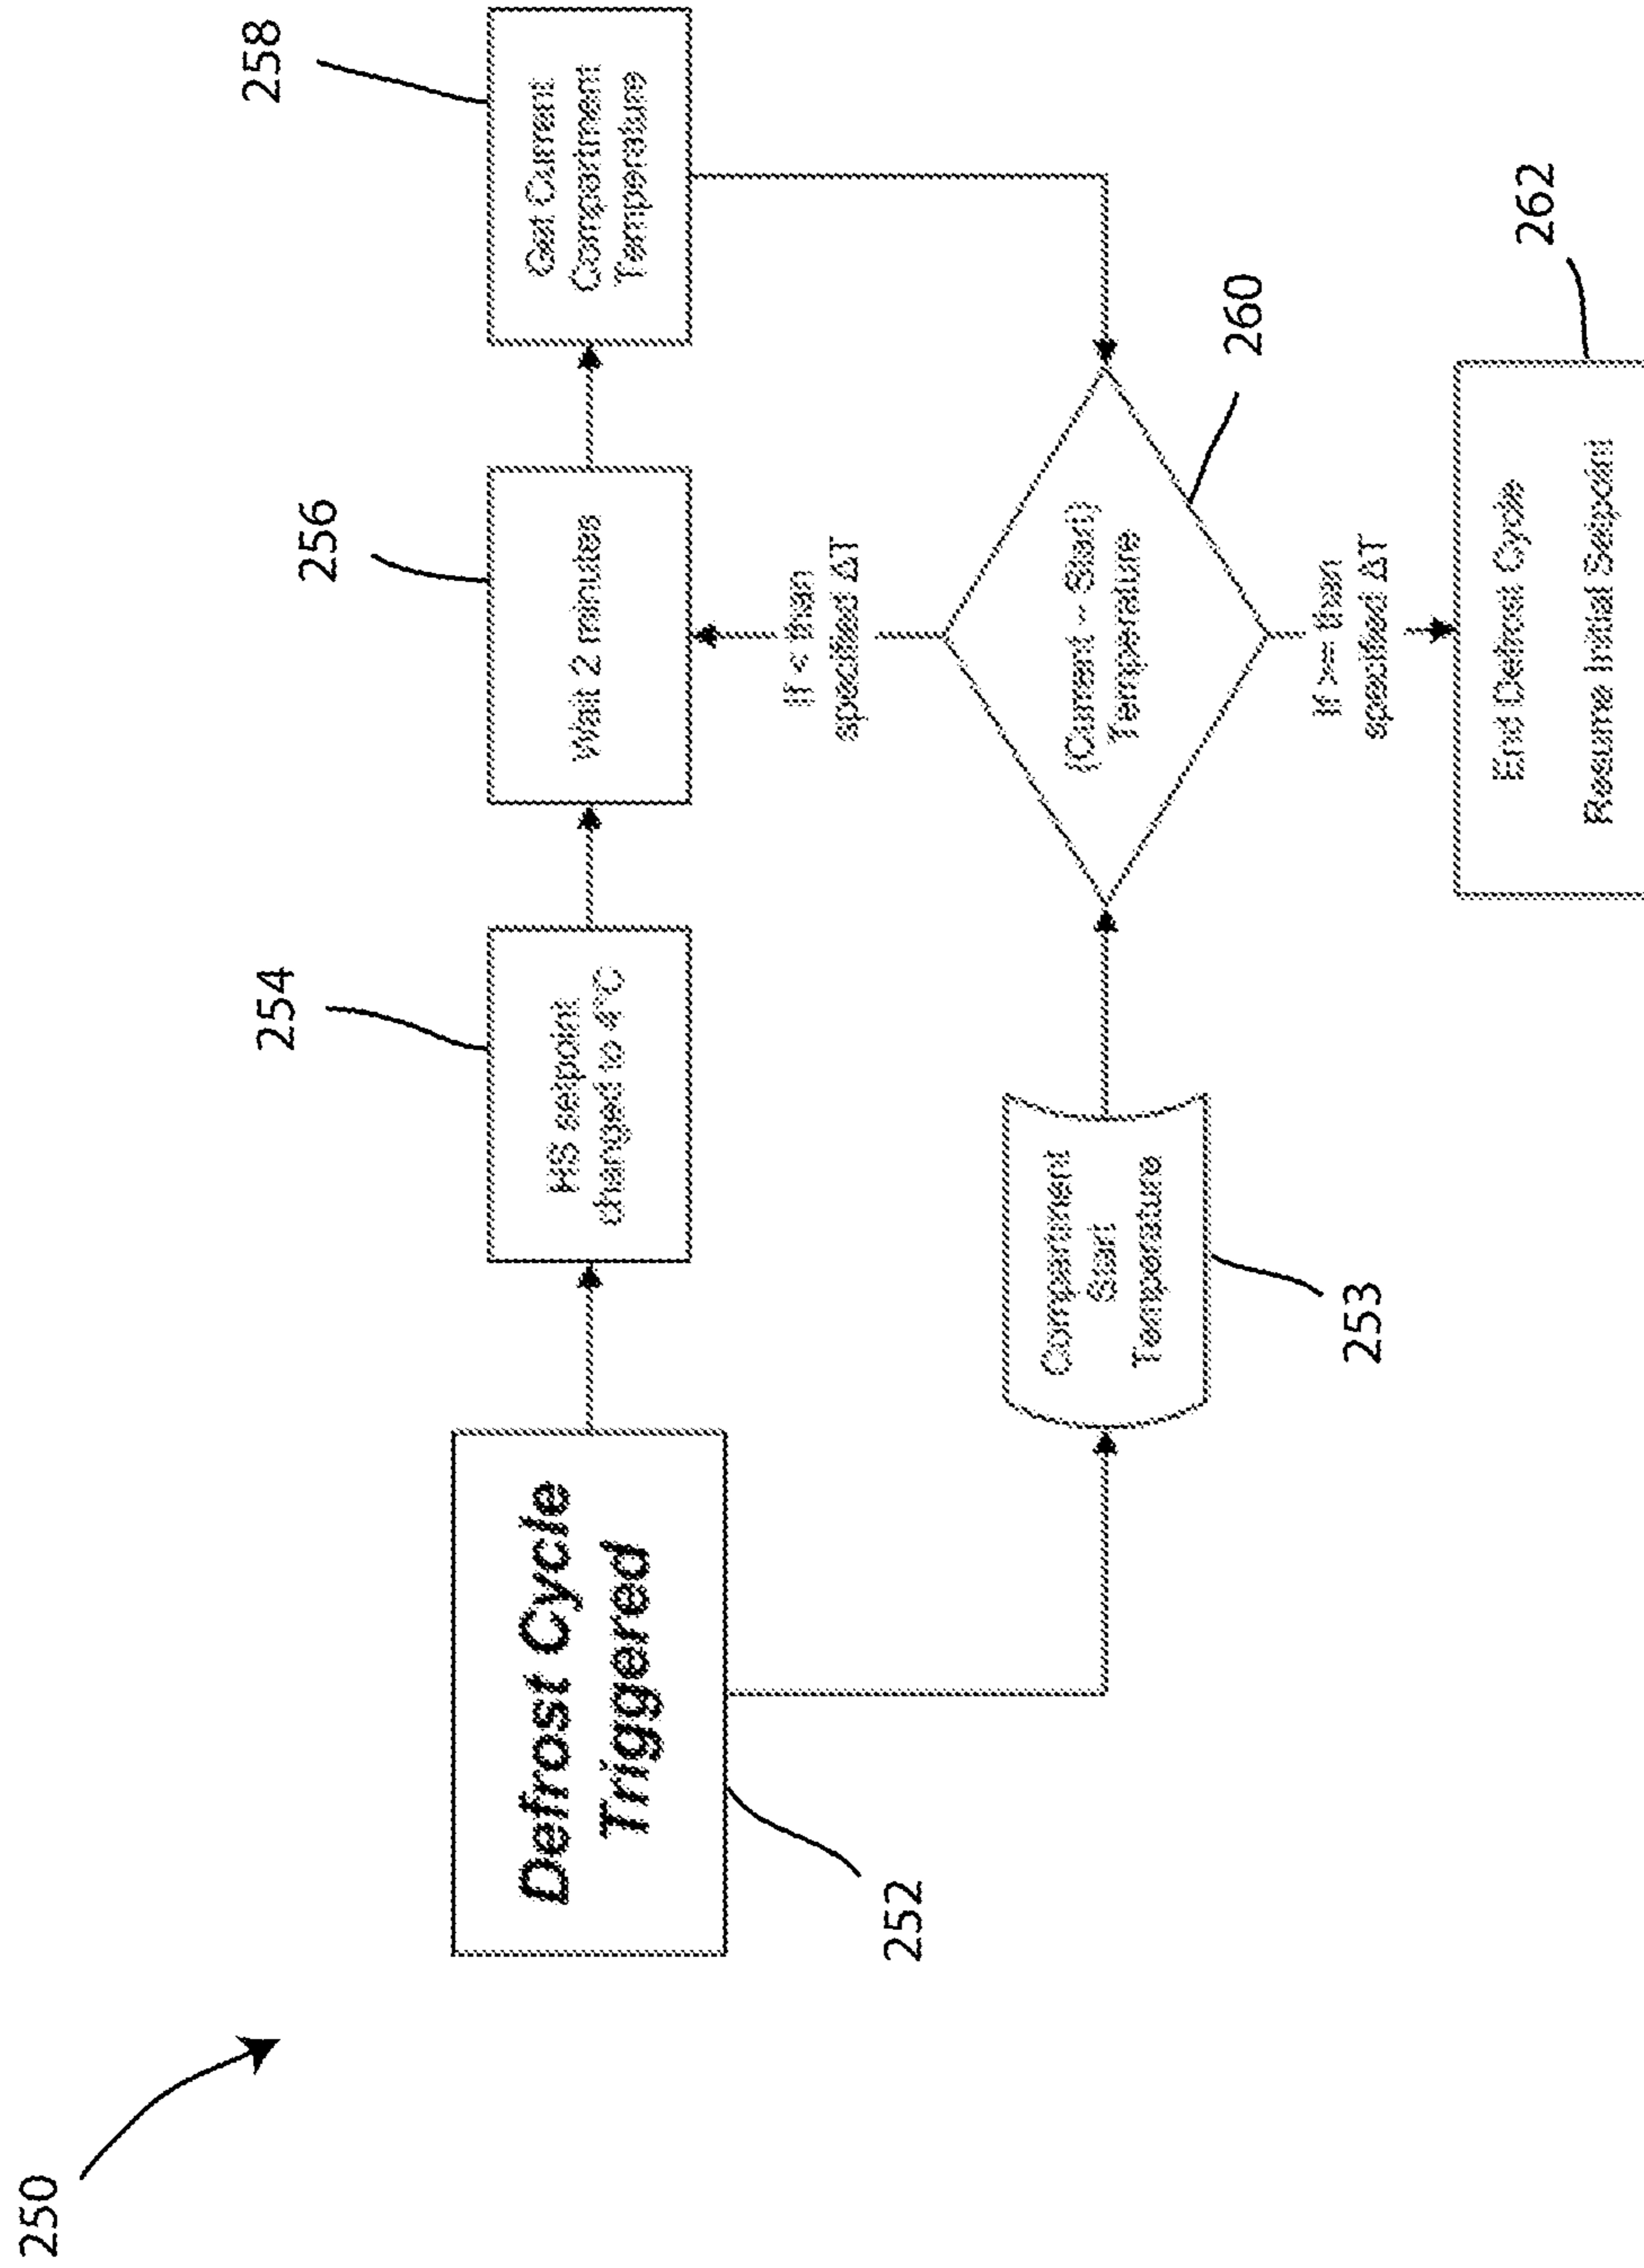 250
252
Defrost Cycle
Triggered
254
HS setpoint
changed to 4°C
256
Wait 2 minutes
258
Get Current
Compartment
Temperature
253
Compartment
Start
Temperature
If < than
specified ΔT
260
(Current – Start)
Temperature
If >= than
specified ΔT
262
End Defrost Cycle
Resume Initial Setpoint